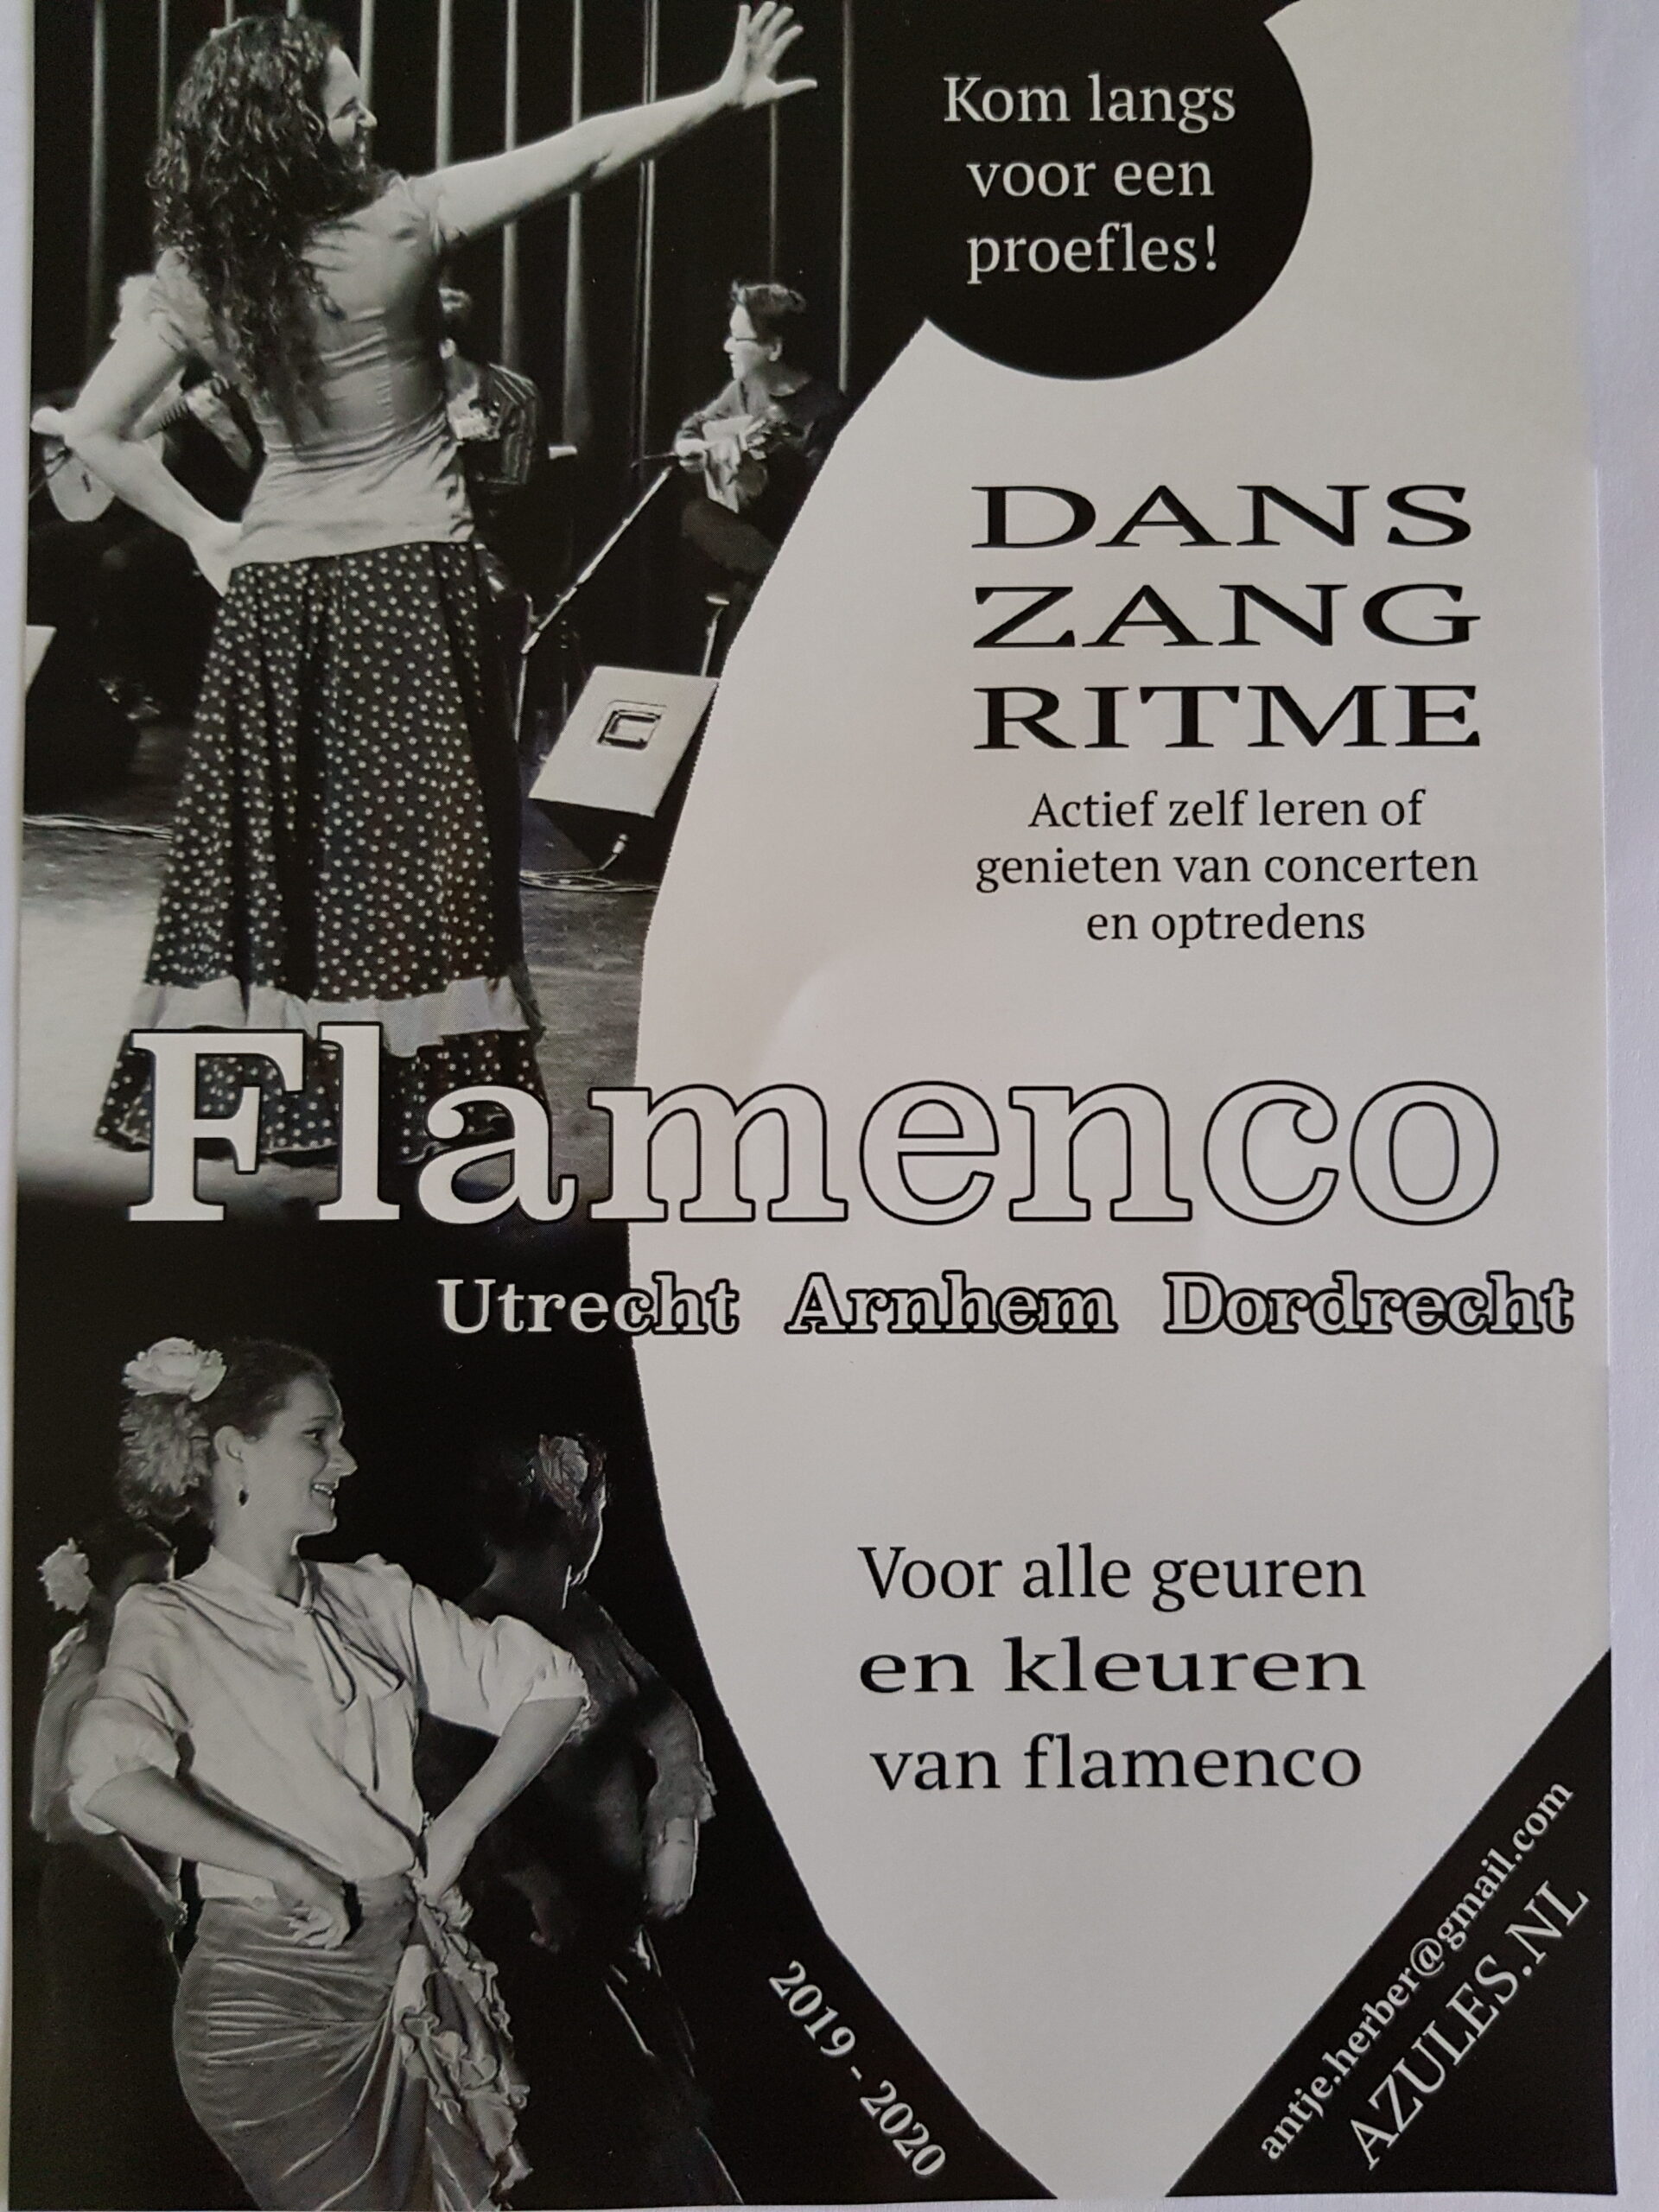 Kom langs
voor een
proefles!
DANS
ZANG
RITME
Actief zelf leren of
genieten van concerten
en optredens
Flamenco
Utrecht Arnhem Dordrecht
Voor alle geuren
en kleuren
van flamenco
2019 - 2020
antje.herber@gmail.com
AZULES.NL